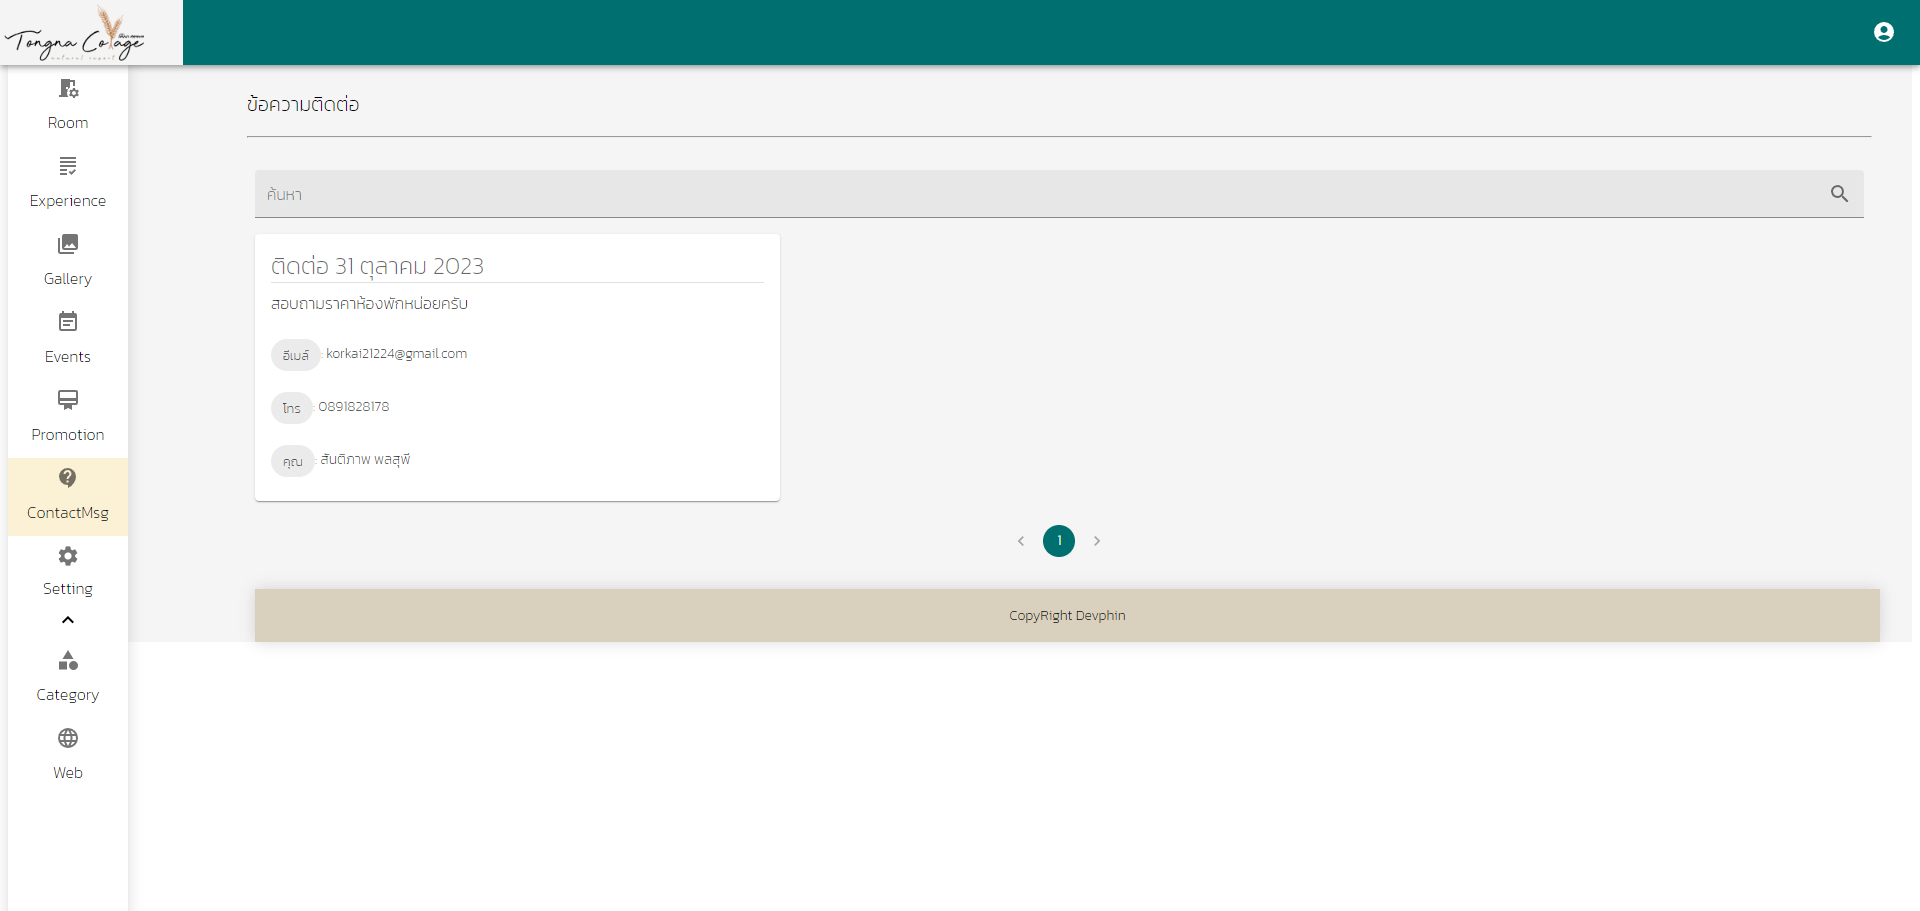 Tongna Cotage
Room
Experience
Gallery
Events
Promotion
ContactMsg
Setting
Category
Web
ข้อความติดต่อ
ค้นหา
ติดต่อ 31 ตุลาคม 2023
สอบถามราคาห้องพักหน่อยครับ
อีเมล์ : korkai21224@gmail.com
โทร : 0891828178
คุณ : สันติภาพ พลสุพี
1
CopyRight Devphin